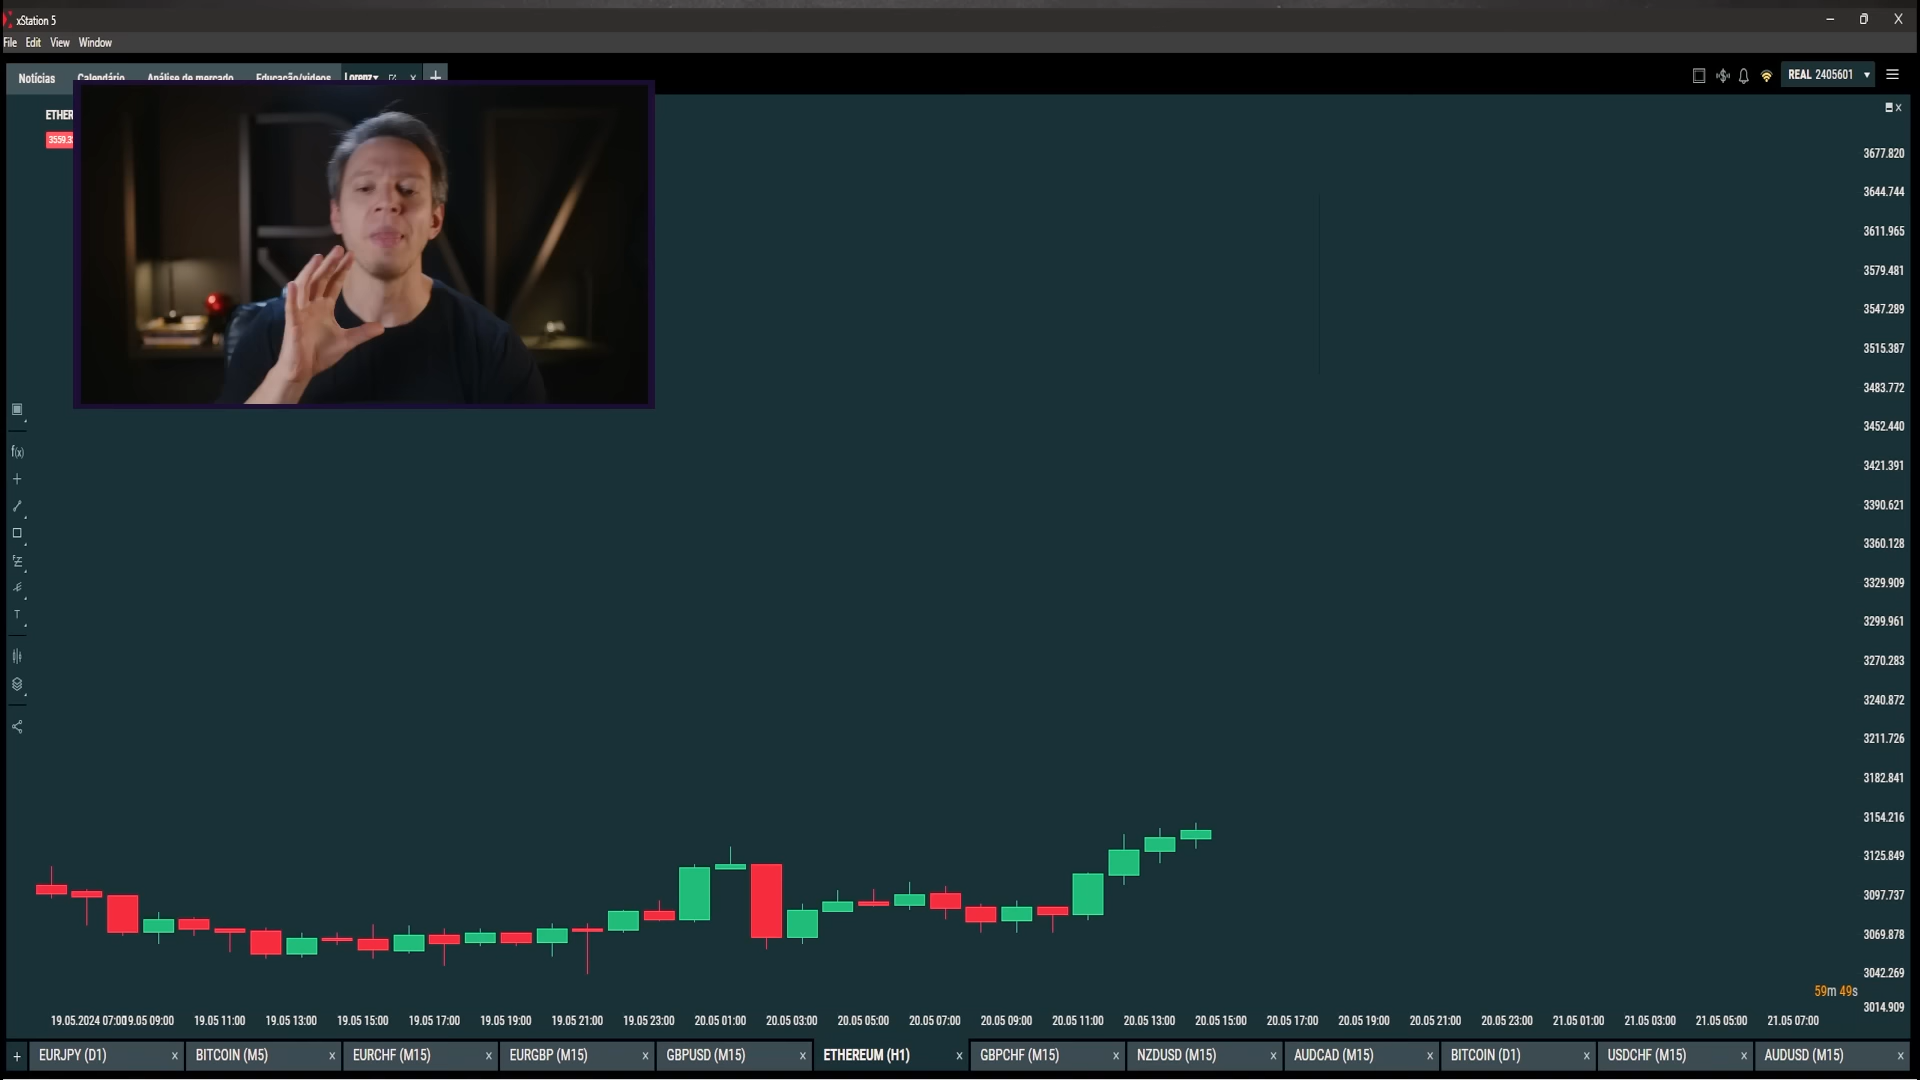 xStation 5
File Edit View Window
Notícias Calendário Análise de mercado Educação/videos Lorenz
REAL 2405601
ETHER
3677.820
3644.744
3611.965
3579.481
3547.289
3515.387
3483.772
3452.440
f(x)
3421.391
3390.621
3360.128
3329.909
T
3299.961
3270.283
3240.872
3211.726
3182.841
3154.216
3125.849
3097.737
3069.878
3042.269
59m 49s
3014.909
19.05.2024 07:00 19.05 09:00 19.05 11:00 19.05 13:00 19.05 15:00 19.05 17:00 19.05 19:00 19.05 21:00 19.05 23:00 20.05 01:00 20.05 03:00 20.05 05:00 20.05 07:00 20.05 09:00 20.05 11:00 20.05 13:00 20.05 15:00 20.05 17:00 20.05 19:00 20.05 21:00 20.05 23:00 21.05 01:00 21.05 03:00 21.05 05:00 21.05 07:00
EURJPY (D1) BITCOIN (M5) EURCHF (M15) EURGBP (M15) GBPUSD (M15) ETHEREUM (H1) GBPCHF (M15) NZDUSD (M15) AUDCAD (M15) BITCOIN (D1) USDCHF (M15) AUDUSD (M15)